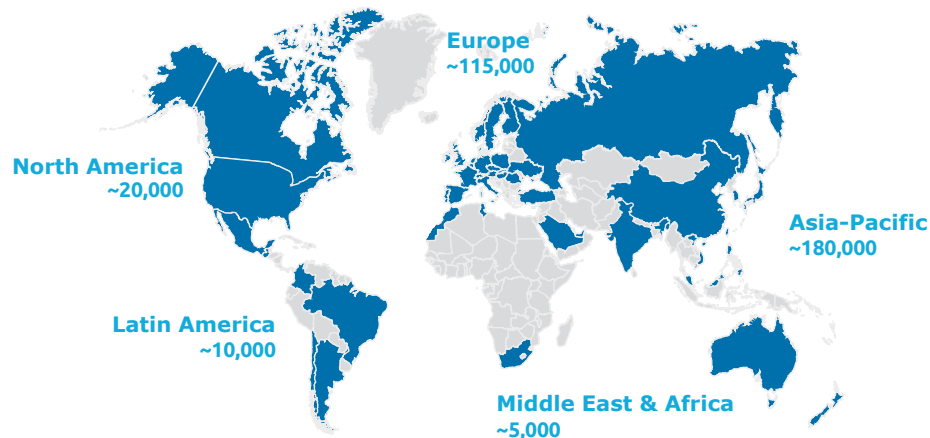 Europe
~115,000
North America
~20,000
Asia-Pacific
~180,000
Latin America
~10,000
Middle East & Africa
~5,000